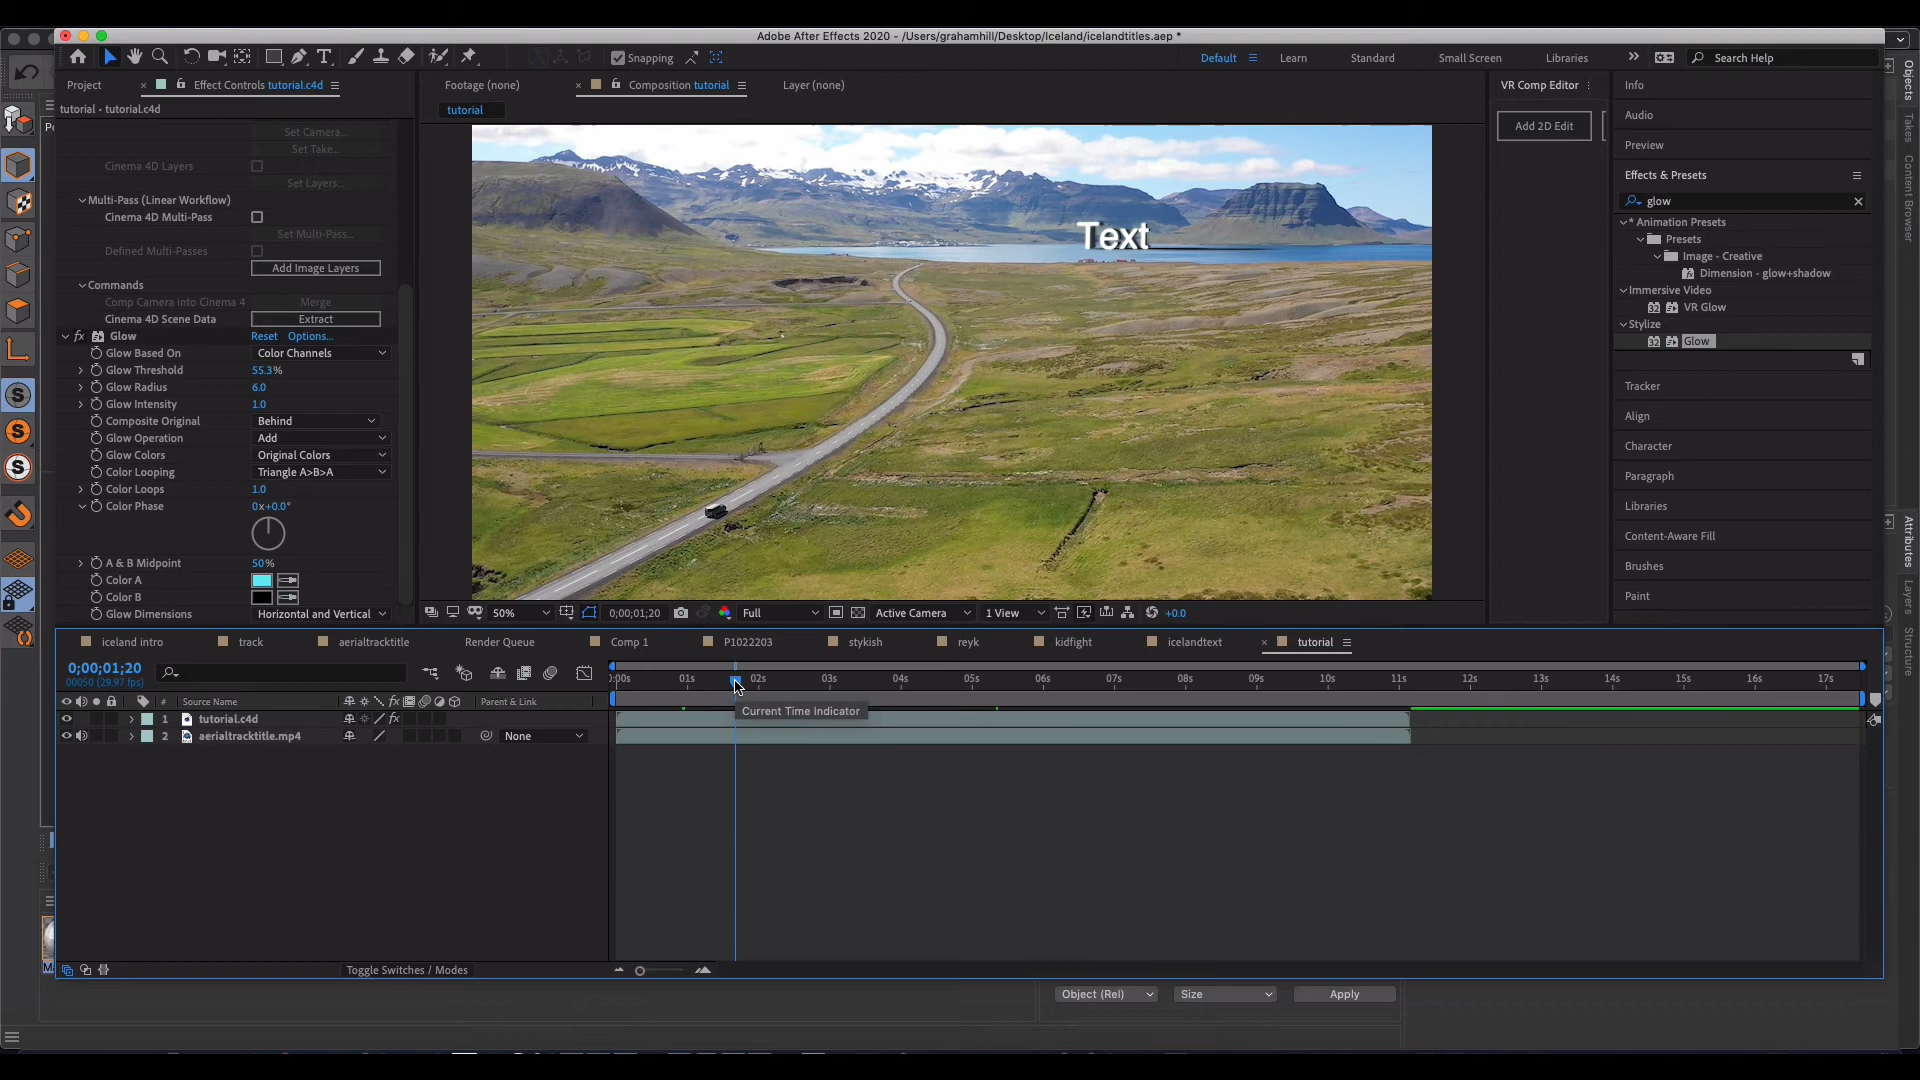 Adobe After Effects 2020 - /Users/grahamhill/Desktop/Iceland/icelandtitles.aep *
Snapping
Default
Learn
Standard
Small Screen
Libraries
Search Help
Project
Effect Controls tutorial.c4d
Footage (none)
Composition tutorial
Layer (none)
VR Comp Editor
Info
tutorial • tutorial.c4d
tutorial
Add 2D Edit
Audio
Preview
Effects & Presets
glow
* Animation Presets
Presets
Image - Creative
Dimension - glow+shadow
Immersive Video
VR Glow
Stylize
Glow
Tracker
Align
Character
Paragraph
Libraries
Content-Aware Fill
Brushes
Paint
Set Camera...
Set Take...
Cinema 4D Layers
Set Layers...
Multi-Pass (Linear Workflow)
Cinema 4D Multi-Pass
Set Multi-Pass...
Defined Multi-Passes
Add Image Layers
Commands
Comp Camera into Cinema 4
Merge
Cinema 4D Scene Data
Extract
fx Glow Reset Options...
Glow Based On Color Channels
Glow Threshold 55.3%
Glow Radius 6.0
Glow Intensity 1.0
Composite Original Behind
Glow Operation Add
Glow Colors Original Colors
Color Looping Triangle A>B>A
Color Loops 1.0
Color Phase 0x+0.0°
A & B Midpoint 50%
Color A
Color B
Glow Dimensions Horizontal and Vertical
Text
50% 0;00;01;20 Full Active Camera 1 View +0.0
iceland intro
track
aerialtracktitle
Render Queue
Comp 1
P1022203
stykish
reyk
kidfight
icelandtext
tutorial
0;00;01;20
00050 (29.97 fps)
:00s 01s 02s 03s 04s 05s 06s 07s 08s 09s 10s 11s 12s 13s 14s 15s 16s 17s
# Source Name fx Parent & Link
Current Time Indicator
1 tutorial.c4d fx
2 aerialtracktitle.mp4 None
Toggle Switches / Modes
Object (Rel)
Size
Apply
Objects
Takes
Content Browser
Attributes
Layers
Structure